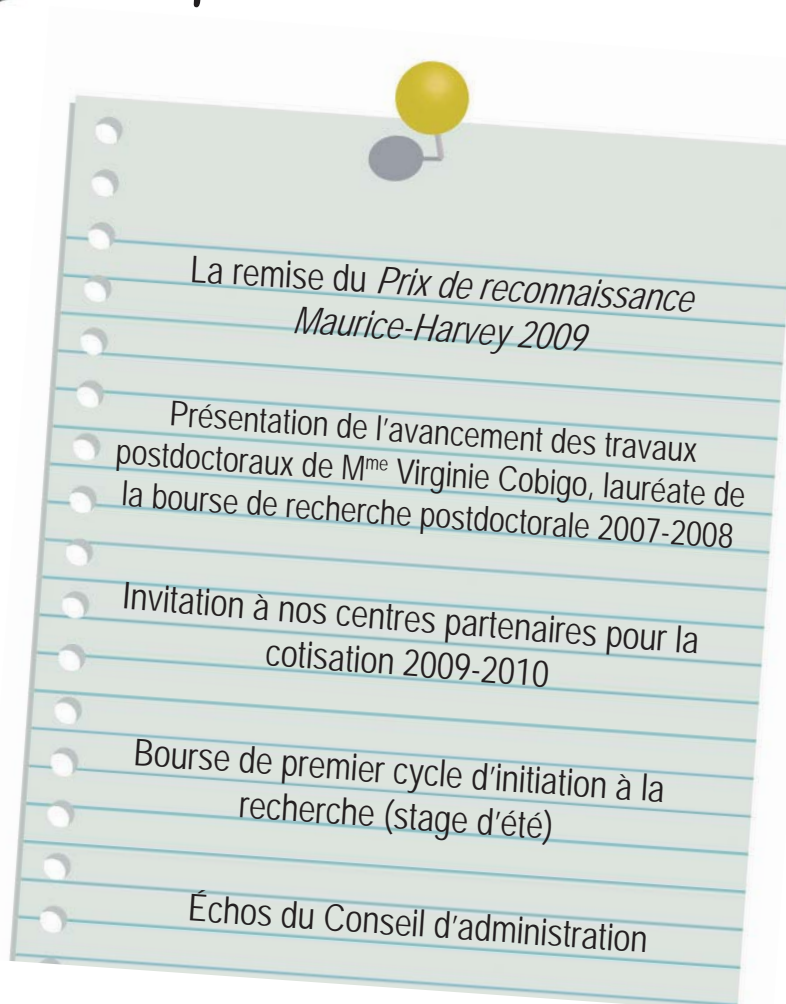 La remise du Prix de reconnaissance
Maurice-Harvey 2009
Présentation de l'avancement des travaux
postdoctoraux de Mme Virginie Cobigo, lauréate de
la bourse de recherche postdoctorale 2007-2008
Invitation à nos centres partenaires pour la
cotisation 2009-2010
Bourse de premier cycle d'initiation à la
recherche (stage d'été)
Échos du Conseil d'administration